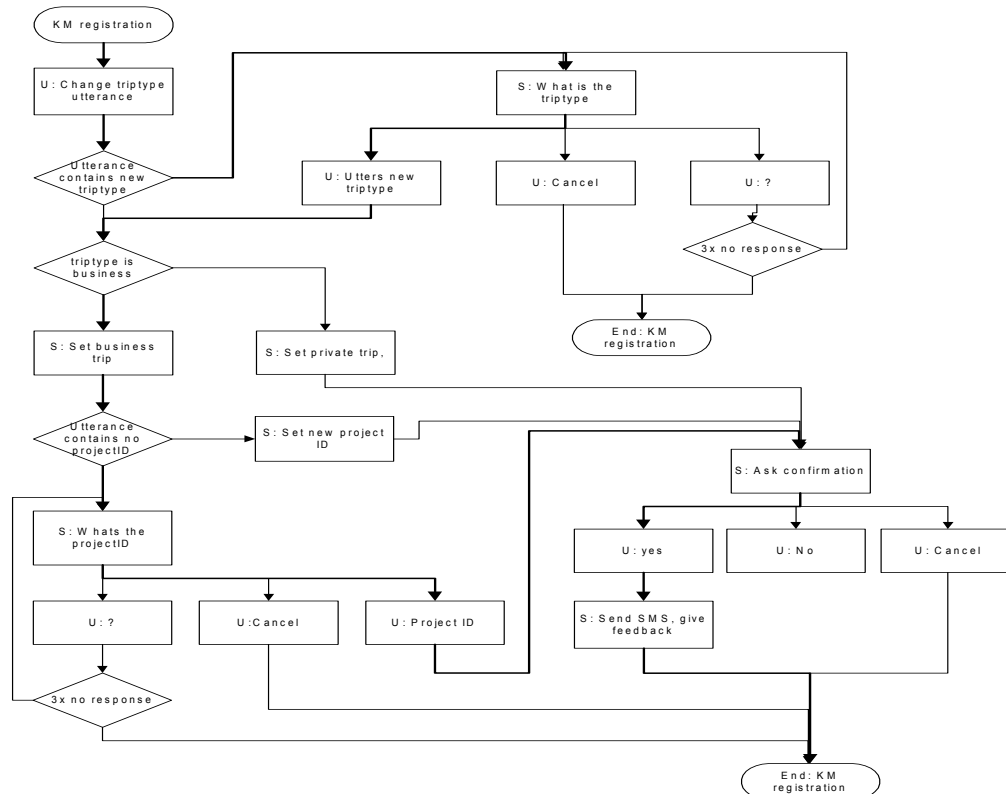 KM registration
U: Change triptype
utterance
S: What is the
triptype
Utterance
contains new
triptype
U: Utters new
triptype
U: Cancel
U: ?
3x no response
triptype is
business
End: KM
registration
S: Set business
trip
S: Set private trip,
Utterance
contains no
projectID
S: Set new project
ID
S: Ask confirmation
S: Whats the
projectID
U: yes
U: No
U: Cancel
U: ?
U:Cancel
U: Project ID
S: Send SMS, give
feedback
3x no response
End: KM
registration